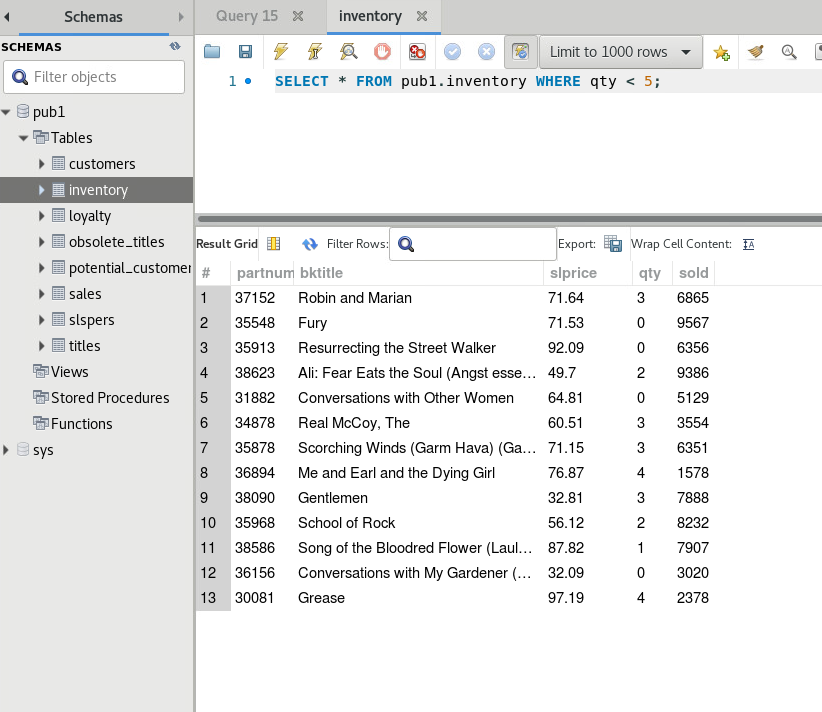 Schemas
Query 15
inventory
SCHEMAS
Filter objects
Limit to 1000 rows
1 SELECT * FROM pub1.inventory WHERE qty < 5;
pub1
Tables
customers
inventory
loyalty
obsolete_titles
potential_customer
sales
slspers
titles
Views
Stored Procedures
Functions
sys
Result Grid Filter Rows: Export: Wrap Cell Content: IA
# partnum bktitle slprice qty sold
1 37152 Robin and Marian 71.64 3 6865
2 35548 Fury 71.53 0 9567
3 35913 Resurrecting the Street Walker 92.09 0 6356
4 38623 Ali: Fear Eats the Soul (Angst esse... 49.7 2 9386
5 31882 Conversations with Other Women 64.81 0 5129
6 34878 Real McCoy, The 60.51 3 3554
7 35878 Scorching Winds (Garm Hava) (Ga... 71.15 3 6351
8 36894 Me and Earl and the Dying Girl 76.87 4 1578
9 38090 Gentlemen 32.81 3 7888
10 35968 School of Rock 56.12 2 8232
11 38586 Song of the Bloodred Flower (Laul... 87.82 1 7907
12 36156 Conversations with My Gardener (... 32.09 0 3020
13 30081 Grease 97.19 4 2378